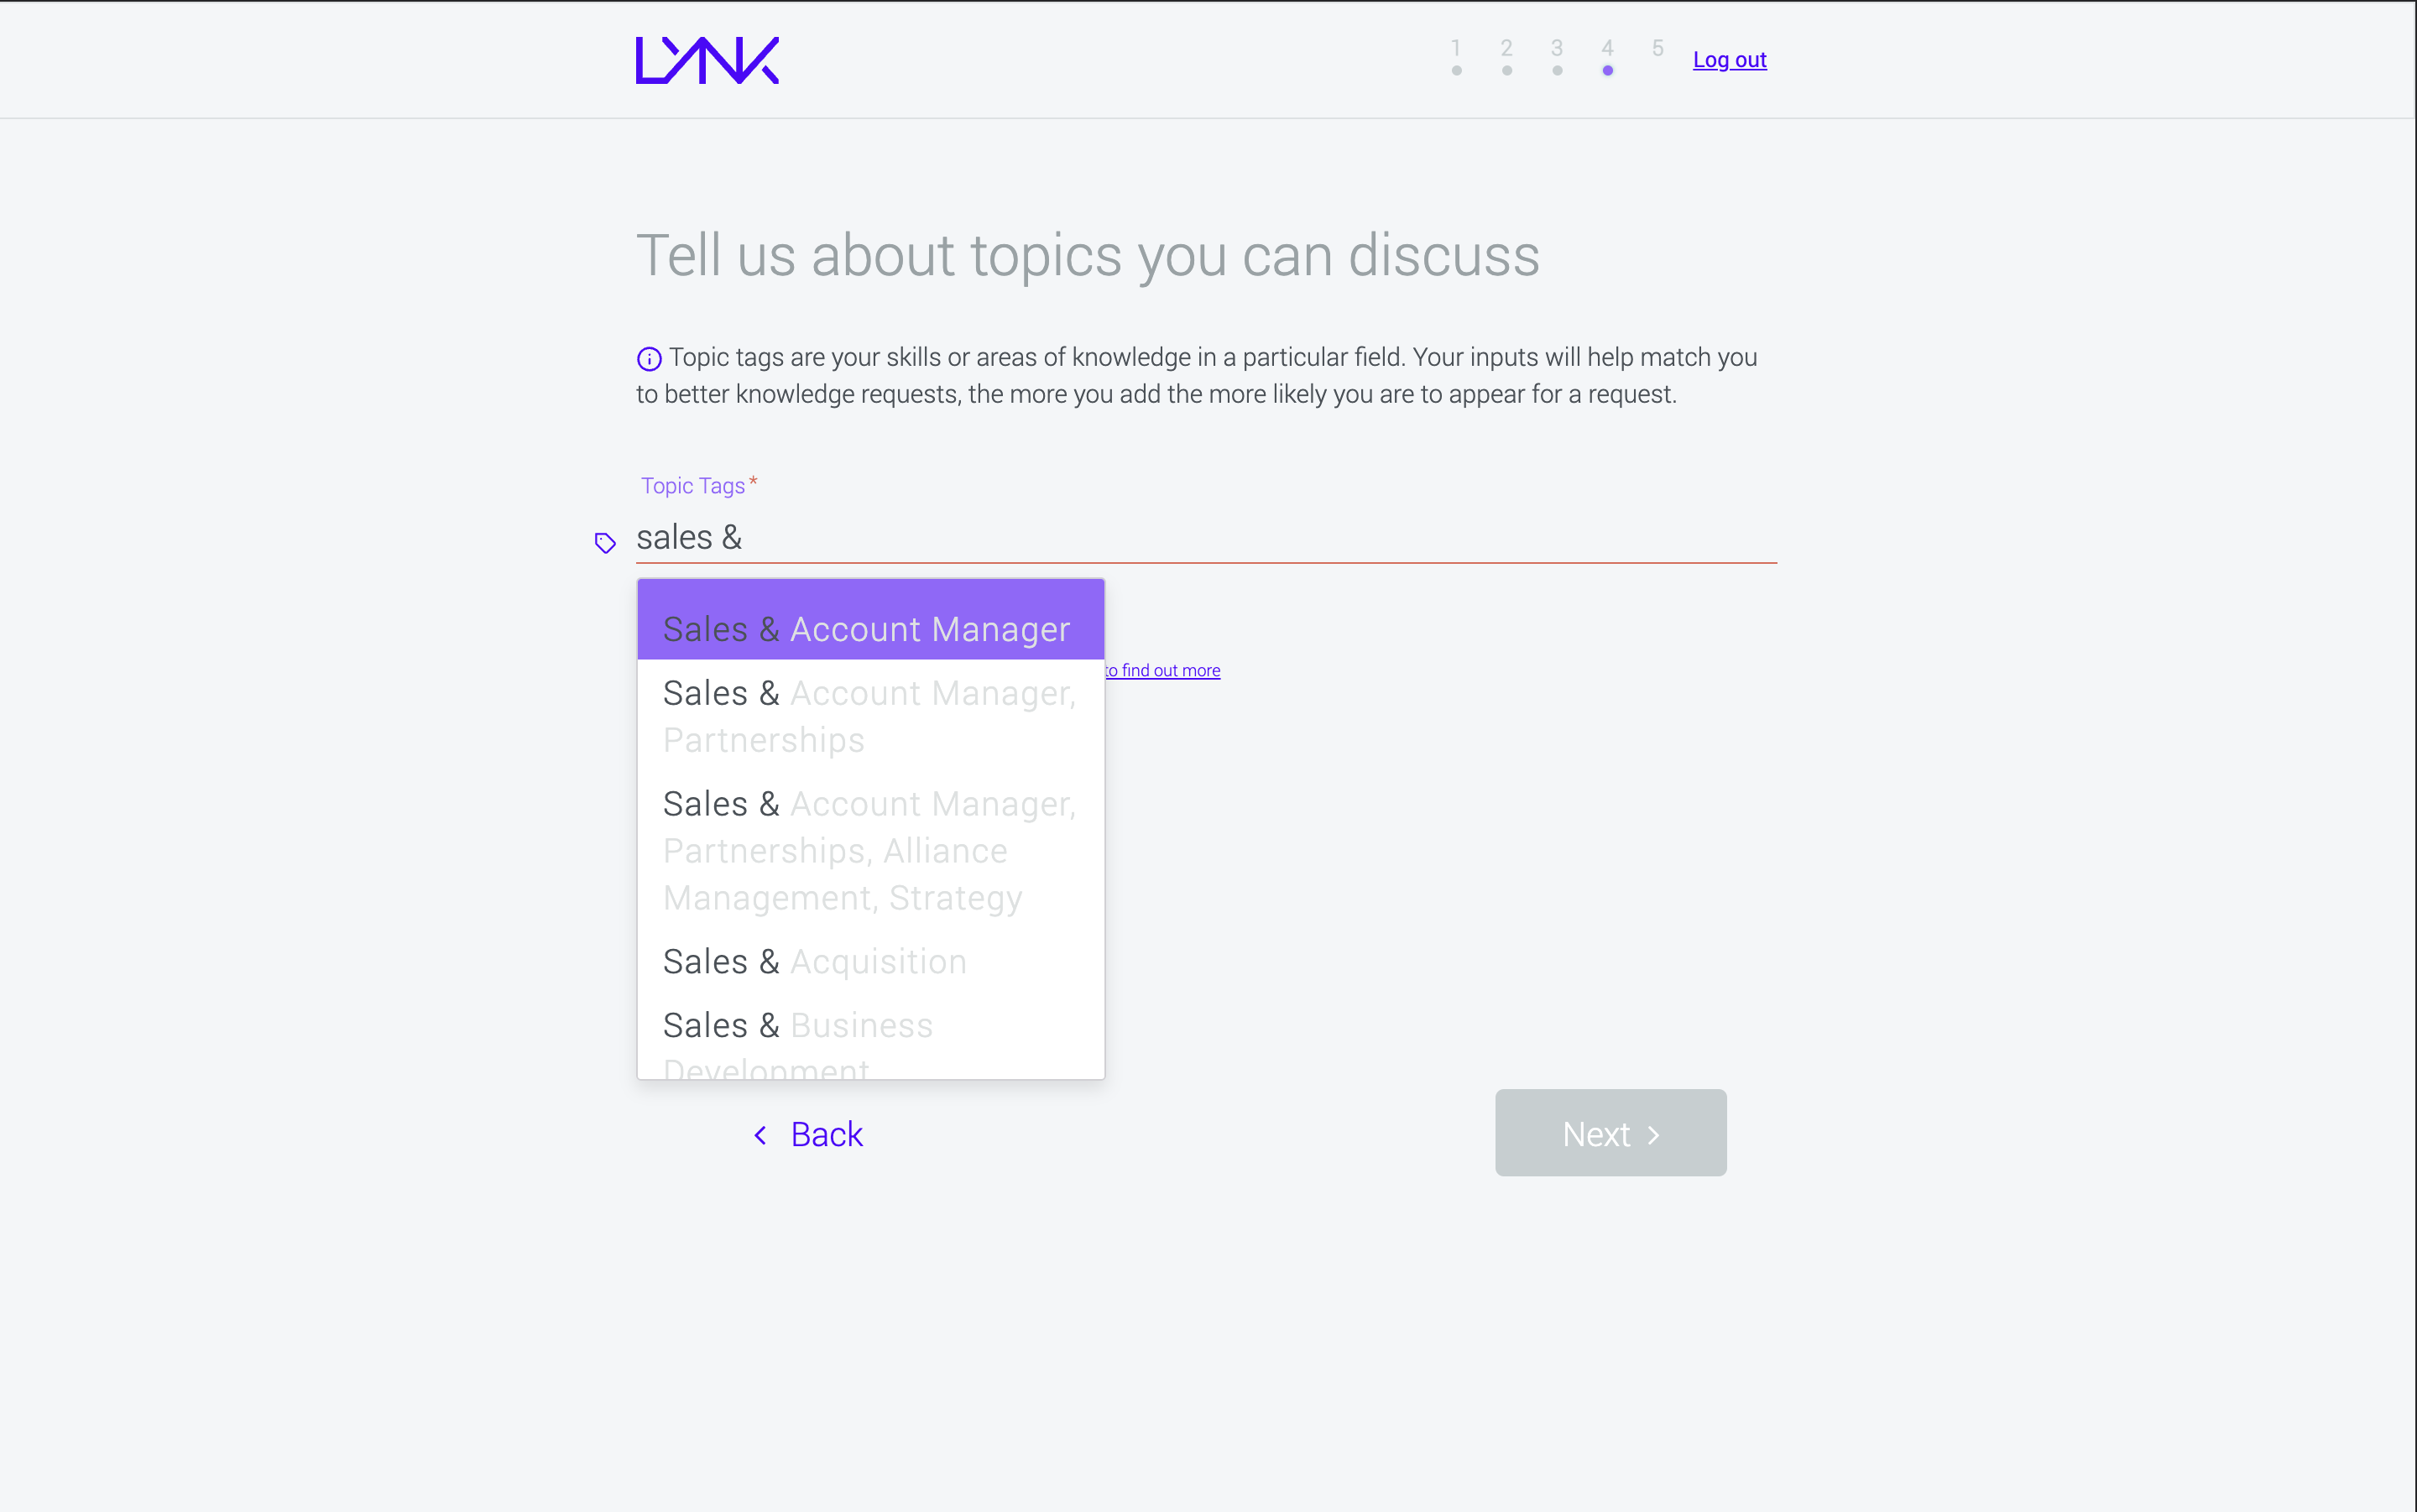 LYNK
1 2 3 4 5 Log out
Tell us about topics you can discuss
Topic tags are your skills or areas of knowledge in a particular field. Your inputs will help match you
to better knowledge requests, the more you add the more likely you are to appear for a request.
Topic Tags*
sales &
Sales & Account Manager
to find out more
Sales & Account Manager,
Partnerships
Sales & Account Manager,
Partnerships, Alliance
Management, Strategy
Sales & Acquisition
Sales & Business
Development
Back
Next